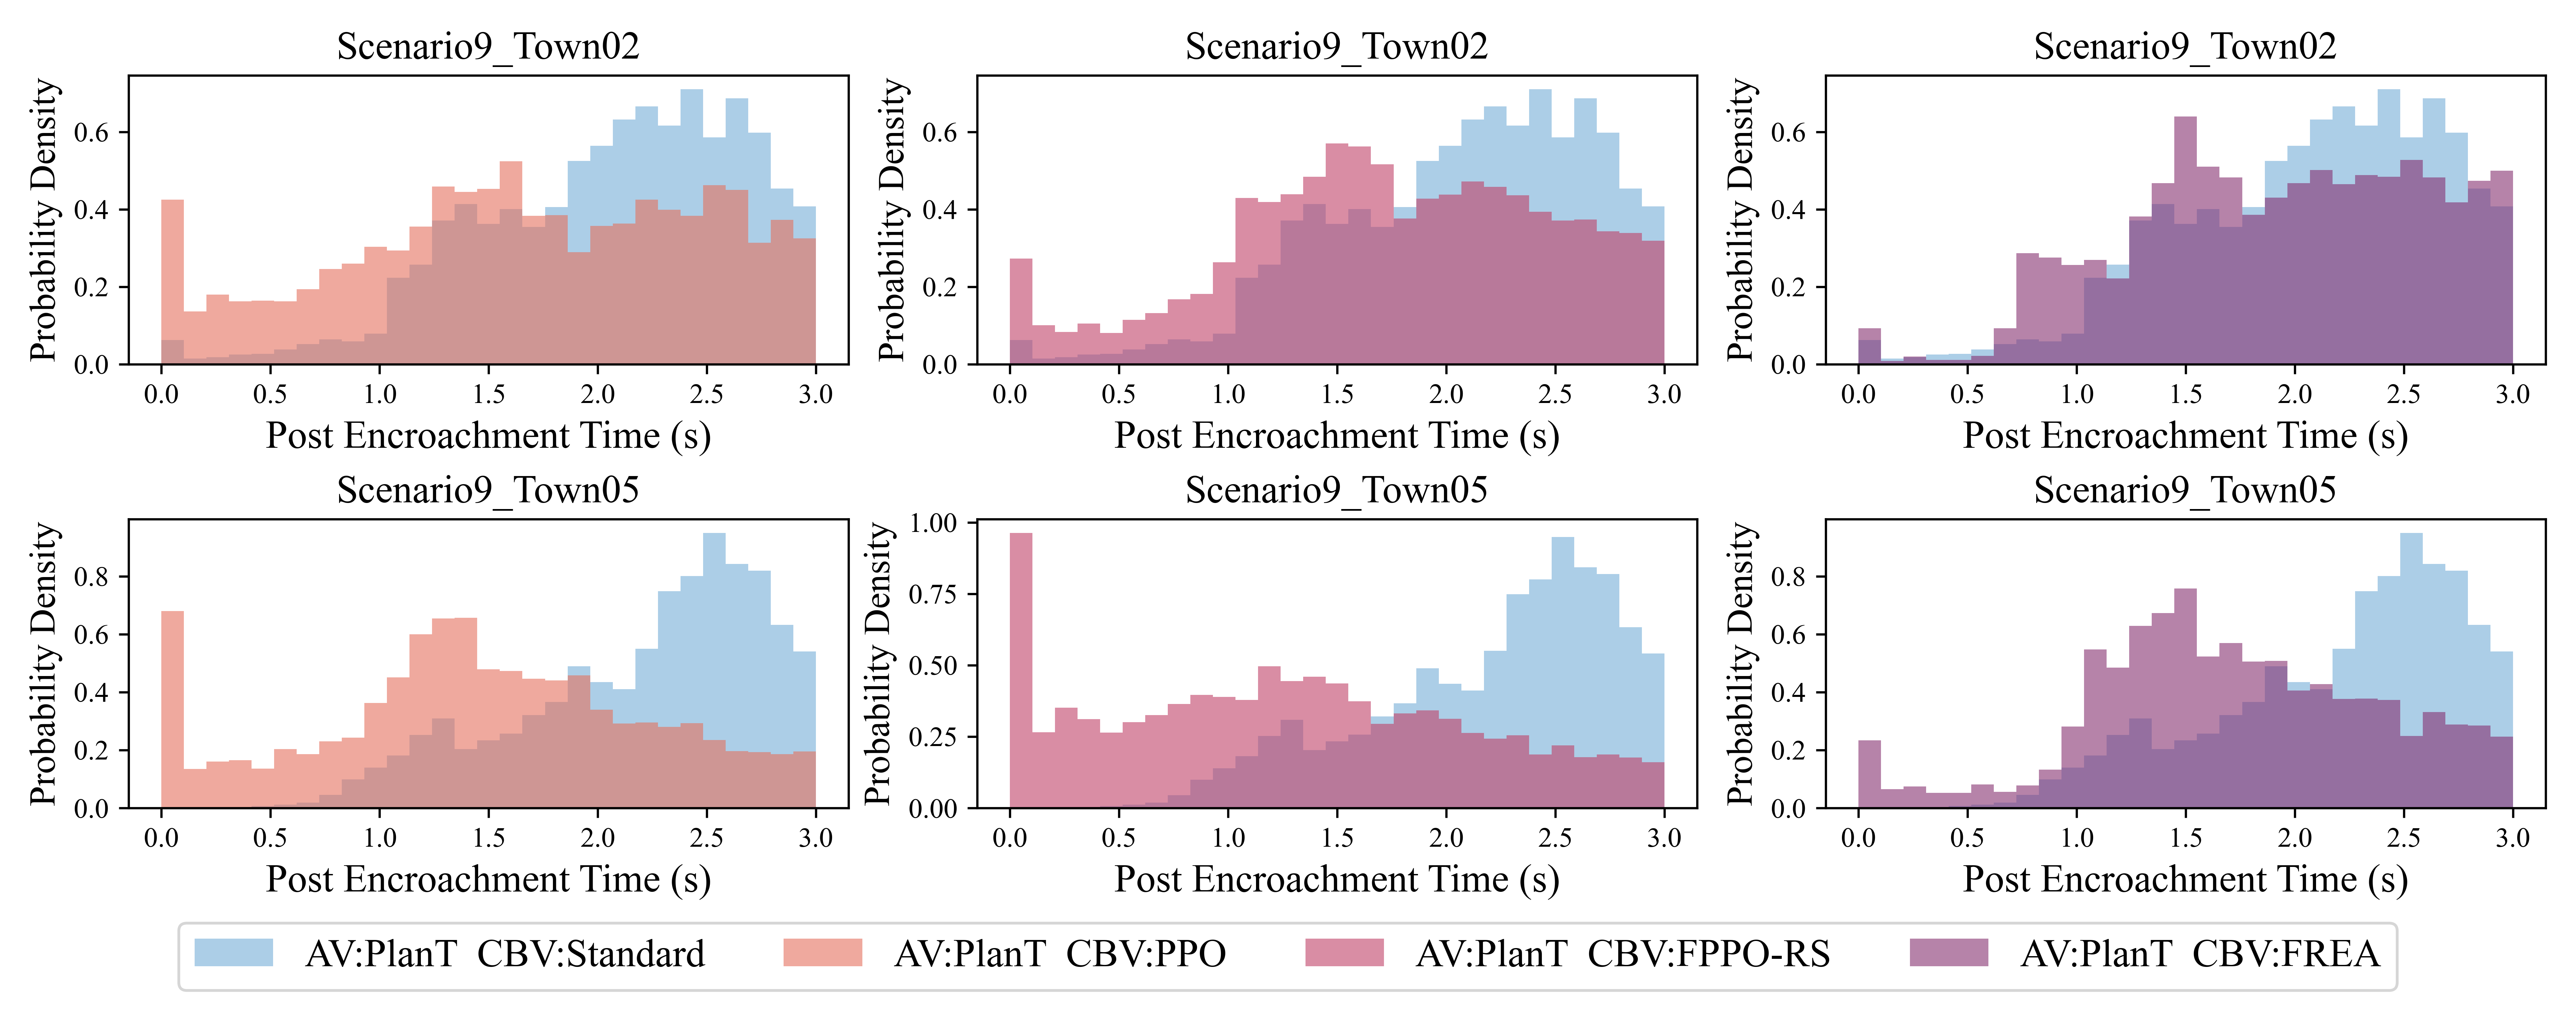 Scenario9_Town02
Scenario9_Town02
Scenario9_Town02
Probability Density
0.6
0.4
0.2
0.0
0.0 0.5 1.0 1.5 2.0 2.5 3.0
Post Encroachment Time (s)
Probability Density
0.6
0.4
0.2
0.0
0.0 0.5 1.0 1.5 2.0 2.5 3.0
Post Encroachment Time (s)
Probability Density
0.6
0.4
0.2
0.0
0.0 0.5 1.0 1.5 2.0 2.5 3.0
Post Encroachment Time (s)
Scenario9_Town05
Scenario9_Town05
Scenario9_Town05
Probability Density
0.8
0.6
0.4
0.2
0.0
0.0 0.5 1.0 1.5 2.0 2.5 3.0
Post Encroachment Time (s)
Probability Density
1.00
0.75
0.50
0.25
0.00
0.0 0.5 1.0 1.5 2.0 2.5 3.0
Post Encroachment Time (s)
Probability Density
0.8
0.6
0.4
0.2
0.0
0.0 0.5 1.0 1.5 2.0 2.5 3.0
Post Encroachment Time (s)
AV:PlanT CBV:Standard AV:PlanT CBV:PPO AV:PlanT CBV:FPPO-RS AV:PlanT CBV:FREA